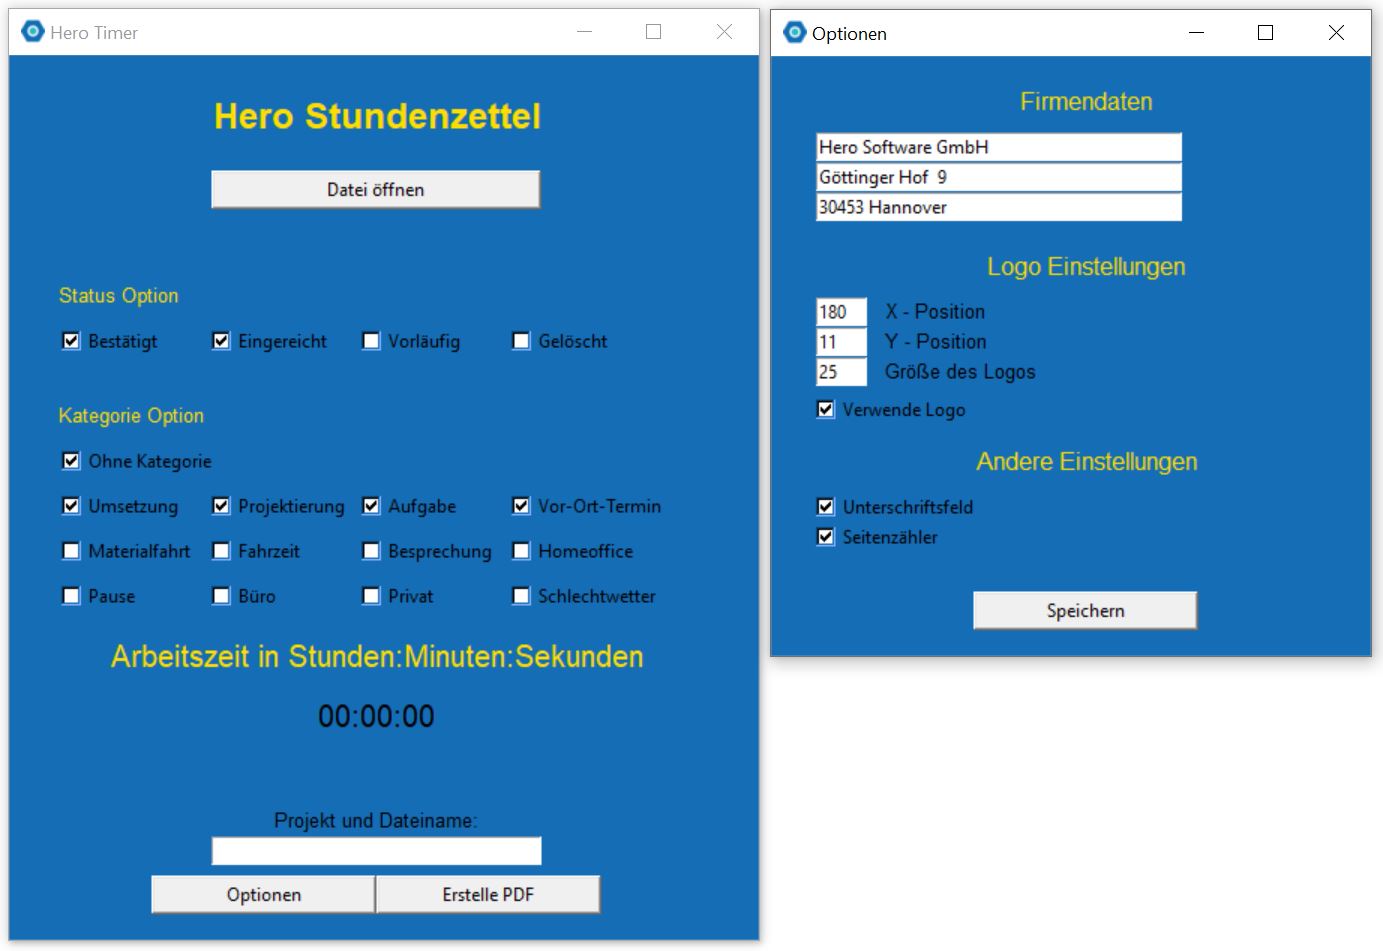 Hero Timer
Hero Stundenzettel
Datei öffnen
Status Option
Bestätigt Eingereicht Vorläufig Gelöscht
Kategorie Option
Ohne Kategorie
Umsetzung Projektierung Aufgabe Vor-Ort-Termin
Materialfahrt Fahrzeit Besprechung Homeoffice
Pause Büro Privat Schlechtwetter
Arbeitszeit in Stunden:Minuten:Sekunden
00:00:00
Projekt und Dateiname:
Optionen Erstelle PDF
Optionen
Firmendaten
Hero Software GmbH
Göttinger Hof  9
30453 Hannover
Logo Einstellungen
180 X - Position
11 Y - Position
25 Größe des Logos
Verwende Logo
Andere Einstellungen
Unterschriftsfeld
Seitenzähler
Speichern